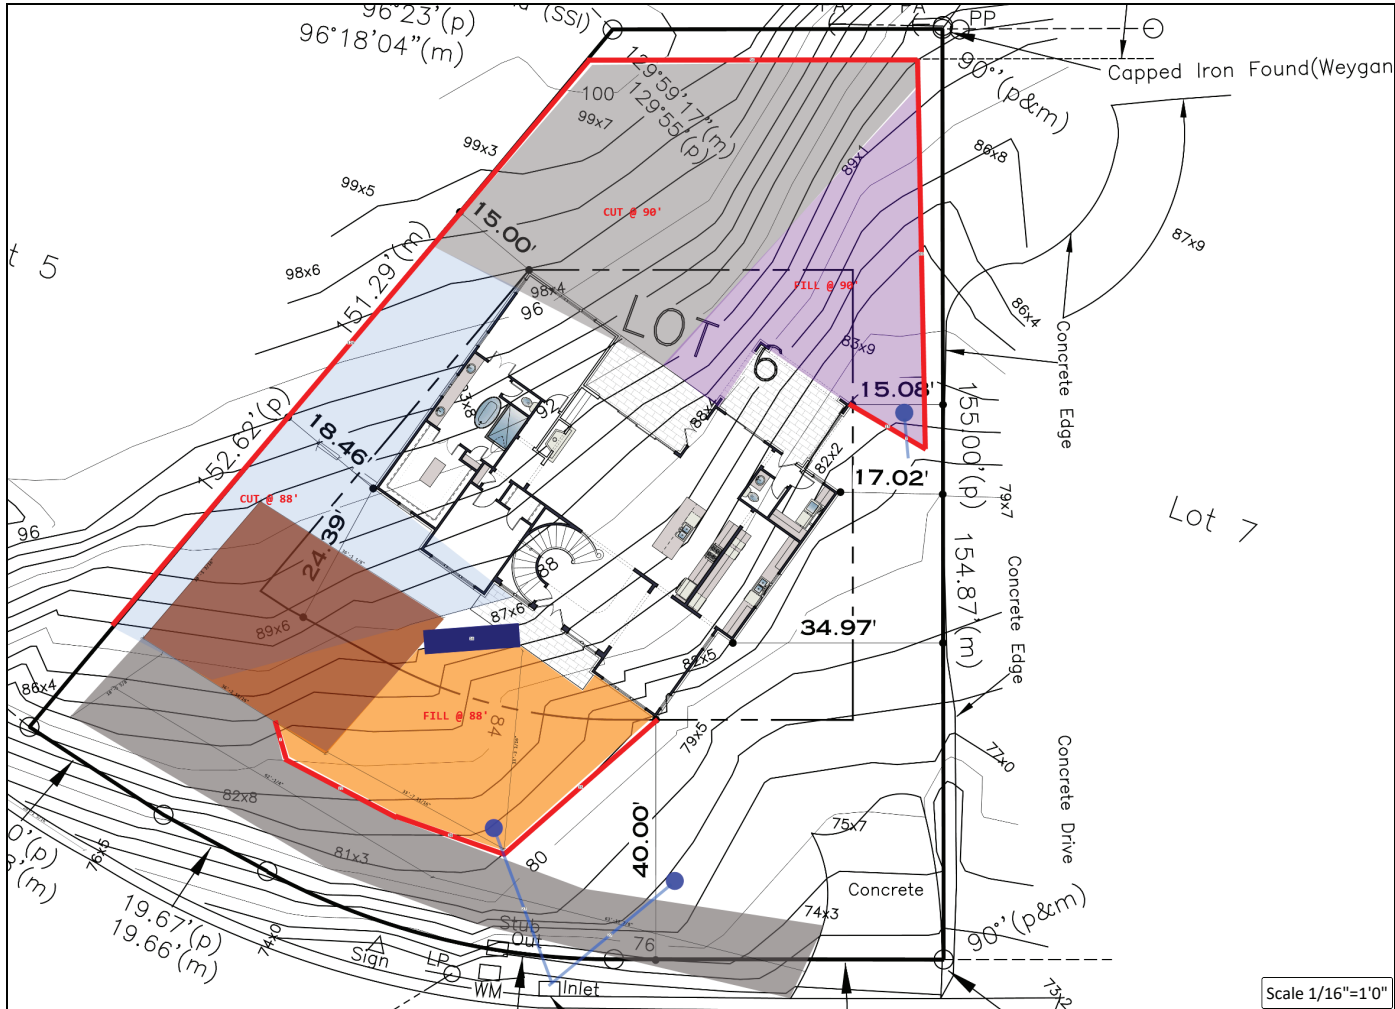 96°23'(p)
96°18'04"(m)
(SSI)
PP
Capped Iron Found(Weygan
90°'(p&m)
129°59'17"(m)
129°55'(p)
100
99x7
99x3
99x5
98x6
89x1
86x8
87x9
86x4
CUT @ 90'
15.00'
t 5
151.29'(m)
98x4
96
LOT
FILL @ 90'
83x9
Concrete Edge
15.08'
88x4
93x8
92
152.62'(p)
18.46'
82x2
17.02'
155.00'(p)
79x7
Lot 7
CUT @ 88'
96
24.39'
88
154.87'(m)
Concrete Edge
87x6
89x6
34.97'
82x5
86x4
FILL @ 88'
84
79x5
77x0
Concrete Drive
82x8
81x3
80
40.00'
75x7
Concrete
74x3
0'(p)
8'(m)
76x5
19.67'(p)
19.66'(m)
74x0
Sign
LP
WM
Stub
Out
76
Inlet
90°'(p&m)
73x2
Scale 1/16"=1'0"